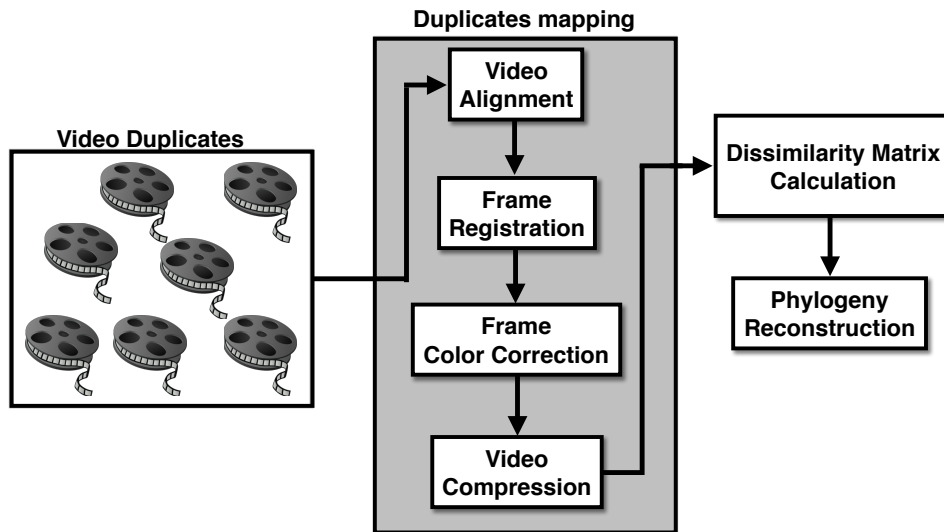 Duplicates mapping
Video Duplicates
Video
Alignment
Frame
Registration
Frame
Color Correction
Video
Compression
Dissimilarity Matrix
Calculation
Phylogeny
Reconstruction